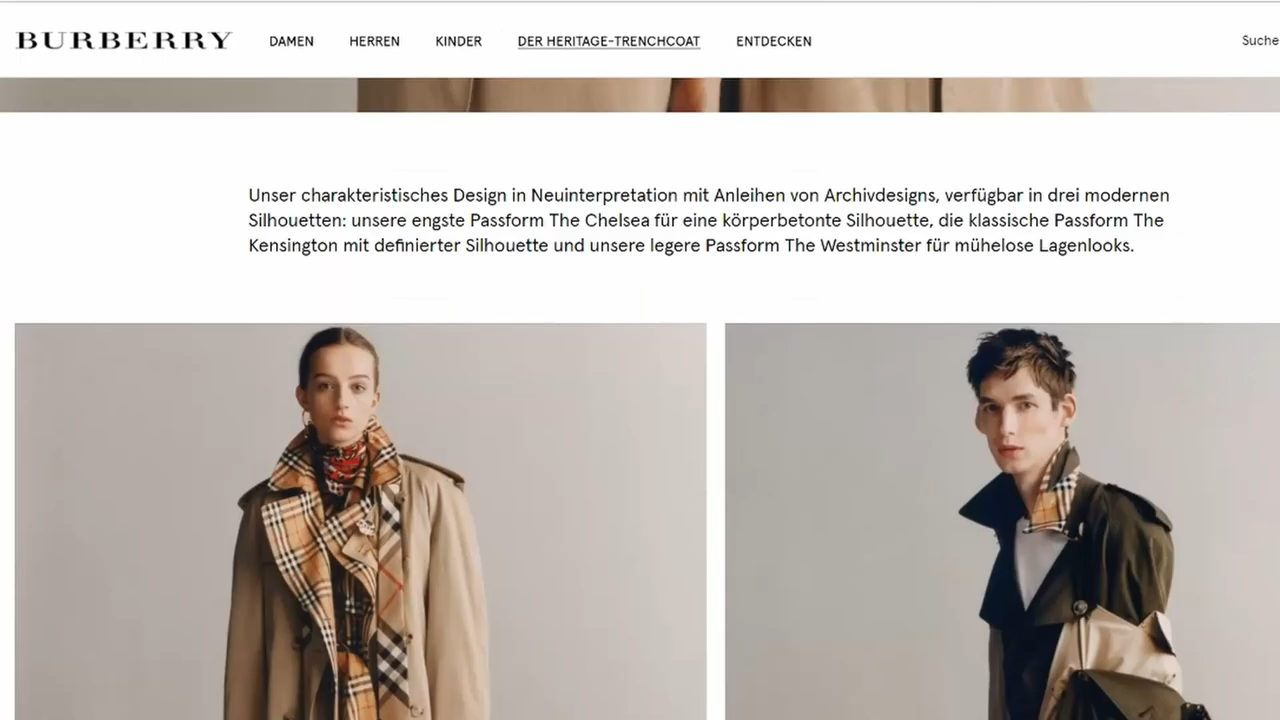 BURBERRY DAMEN HERREN KINDER DER HERITAGE-TRENCHCOAT ENTDECKEN Suche
Unser charakteristisches Design in Neuinterpretation mit Anleihen von Archivdesigns, verfügbar in drei modernen
Silhouetten: unsere engste Passform The Chelsea für eine körperbetonte Silhouette, die klassische Passform The
Kensington mit definierter Silhouette und unsere legere Passform The Westminster für mühelose Lagenlooks.